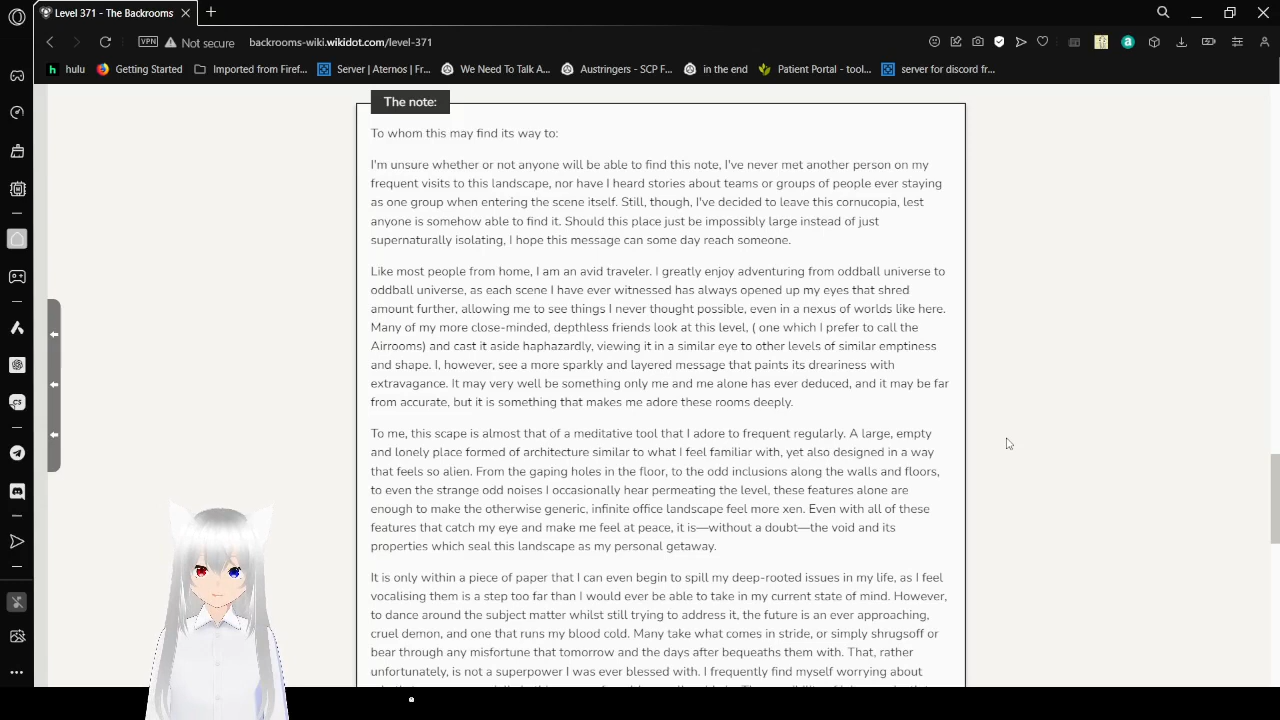 Level 371 - The Backrooms
VPN
Not secure
backrooms-wiki.wikidot.com/level-371
hulu
Getting Started
Imported from Firef...
Server | Aternos | Fr...
We Need To Talk A...
Austringers - SCP F...
in the end
Patient Portal - tool...
server for discord fr...
The note:
To whom this may find its way to:
I'm unsure whether or not anyone will be able to find this note, I've never met another person on my
frequent visits to this landscape, nor have I heard stories about teams or groups of people ever staying
as one group when entering the scene itself. Still, though, I've decided to leave this cornucopia, lest
anyone is somehow able to find it. Should this place just be impossibly large instead of just
supernaturally isolating, I hope this message can some day reach someone.
Like most people from home, I am an avid traveler. I greatly enjoy adventuring from oddball universe to
oddball universe, as each scene I have ever witnessed has always opened up my eyes that shred
amount further, allowing me to see things I never thought possible, even in a nexus of worlds like here.
Many of my more close-minded, depthless friends look at this level, ( one which I prefer to call the
Airrooms) and cast it aside haphazardly, viewing it in a similar eye to other levels of similar emptiness
and shape. I, however, see a more sparkly and layered message that paints its dreariness with
extravagance. It may very well be something only me and me alone has ever deduced, and it may be far
from accurate, but it is something that makes me adore these rooms deeply.
To me, this scape is almost that of a meditative tool that I adore to frequent regularly. A large, empty
and lonely place formed of architecture similar to what I feel familiar with, yet also designed in a way
that feels so alien. From the gaping holes in the floor, to the odd inclusions along the walls and floors,
to even the strange odd noises I occasionally hear permeating the level, these features alone are
enough to make the otherwise generic, infinite office landscape feel more xen. Even with all of these
features that catch my eye and make me feel at peace, it is—without a doubt—the void and its
properties which seal this landscape as my personal getaway.
It is only within a piece of paper that I can even begin to spill my deep-rooted issues in my life, as I feel
vocalising them is a step too far than I would ever be able to take in my current state of mind. However,
to dance around the subject matter whilst still trying to address it, the future is an ever approaching,
cruel demon, and one that runs my blood cold. Many take what comes in stride, or simply shrugsoff or
bear through any misfortune that tomorrow and the days after bequeaths them with. That, rather
unfortunately, is not a superpower I was ever blessed with. I frequently find myself worrying about